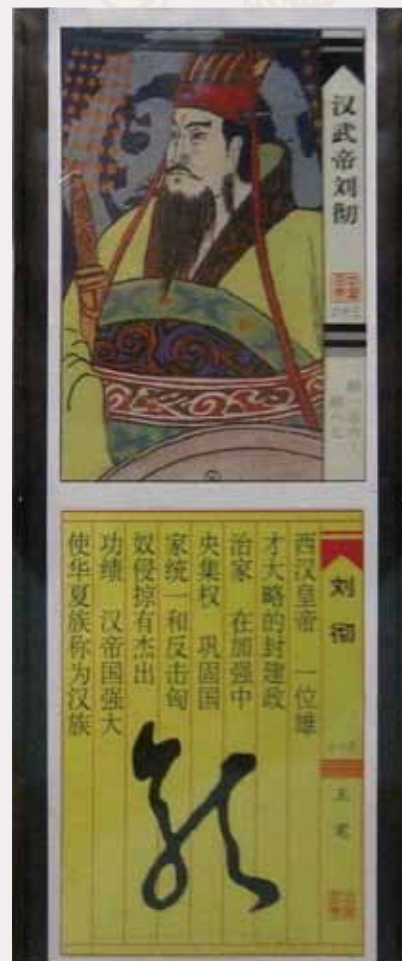 汉武帝刘彻
刘彻
西汉皇帝 一位雄
才大略的封建政
治家 在加强中
央集权 巩固国
家统一和反击匈
奴侵掠有杰出
功绩 汉帝国强大
使华夏族称为汉族